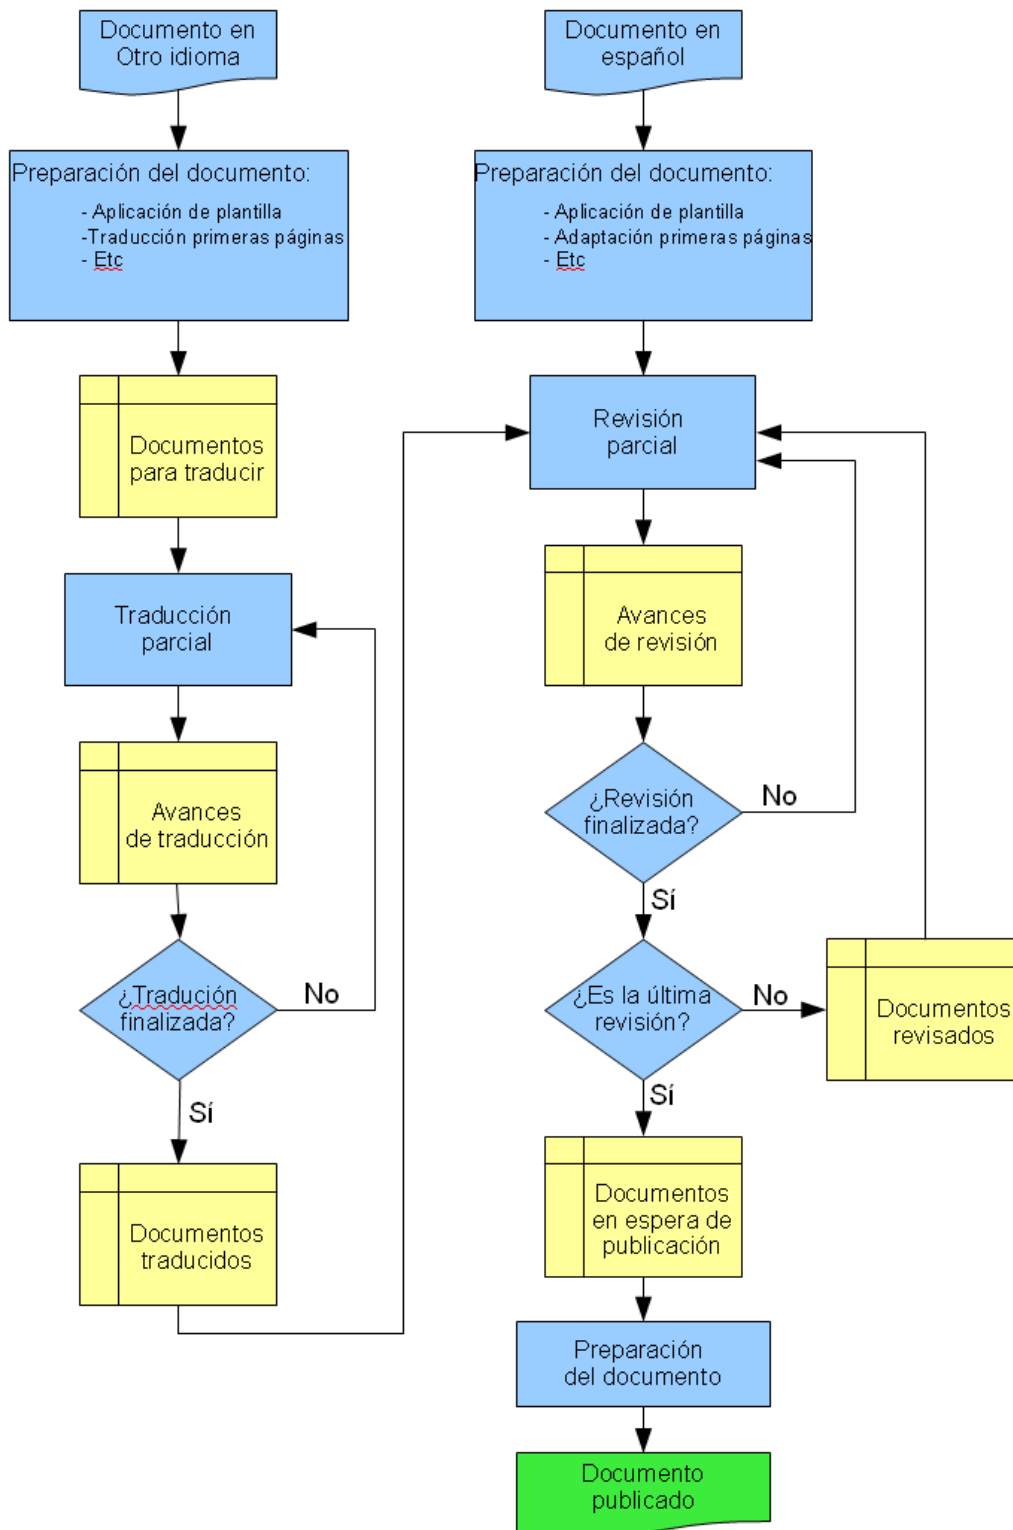 Documento en
Otro idioma
Preparación del documento:
- Aplicación de plantilla
-Traducción primeras páginas
- Etc
Documentos
para traducir
Traducción
parcial
Avances
de traducción
¿Tradución
finalizada?
No
Sí
Documentos
traducidos
Documento en
español
Preparación del documento:
- Aplicación de plantilla
- Adaptación primeras páginas
- Etc
Revisión
parcial
Avances
de revisión
¿Revisión
finalizada?
No
Sí
¿Es la última
revisión?
No
Documentos
revisados
Sí
Documentos
en espera de
publicación
Preparación
del documento
Documento
publicado